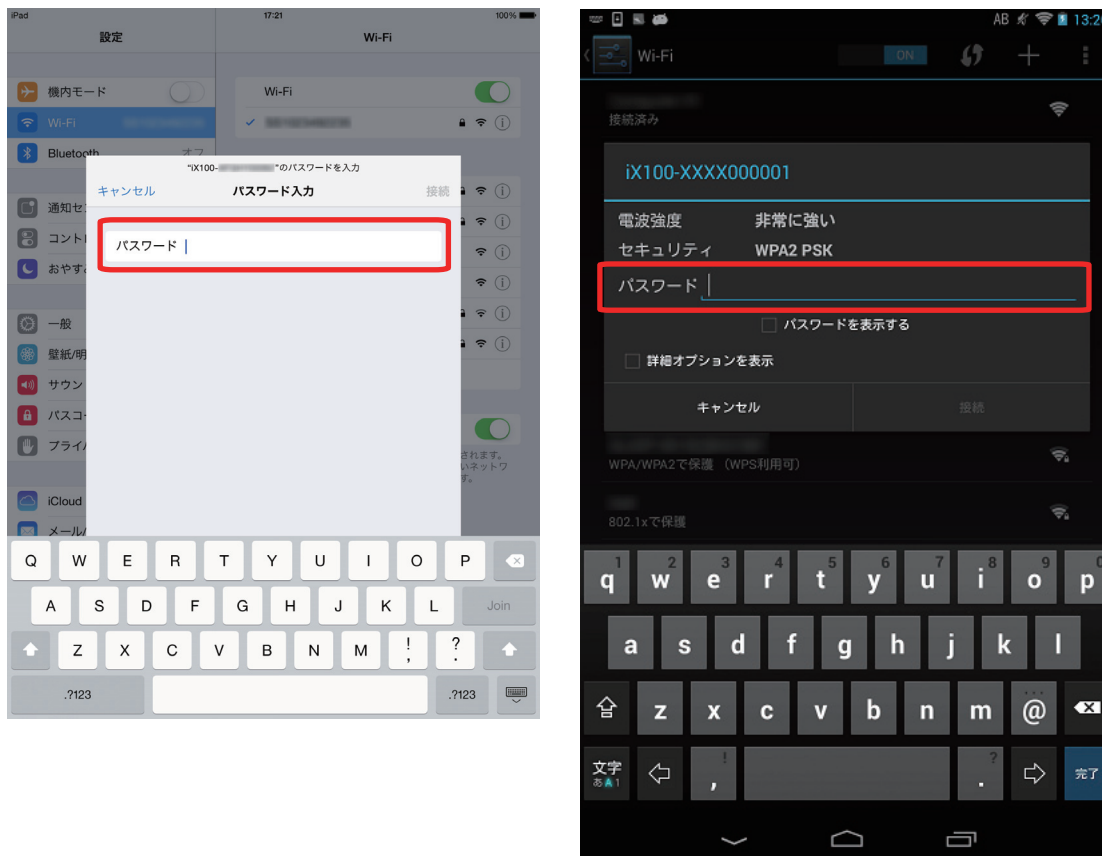 iPad 17:21 100%
設定
Wi-Fi
機内モード
Wi-Fi
Bluetooth オフ
通知セ
コント
おやす
一般
壁紙/明
サウン
パスコ
プライ
iCloud
メール/
Wi-Fi
されます。
いネットワ
す。
"iX100- "のパスワードを入力
キャンセル パスワード入力 接続
パスワード
Q W E R T Y U I O P
A S D F G H J K L Join
Z X C V B N M ! , ? .
.?123 .?123
AB 13:20
Wi-Fi ON
接続済み
iX100-XXXX000001
電波強度 非常に強い
セキュリティ WPA2 PSK
パスワード
パスワードを表示する
詳細オプションを表示
キャンセル 接続
WPA/WPA2で保護 （WPS利用可）
802.1xで保護
1 2 3 4 5 6 7 8 9 0
q w e r t y u i o p
a s d f g h j k l
z x c v b n m @
文字 ! , ? . 完了
あA1